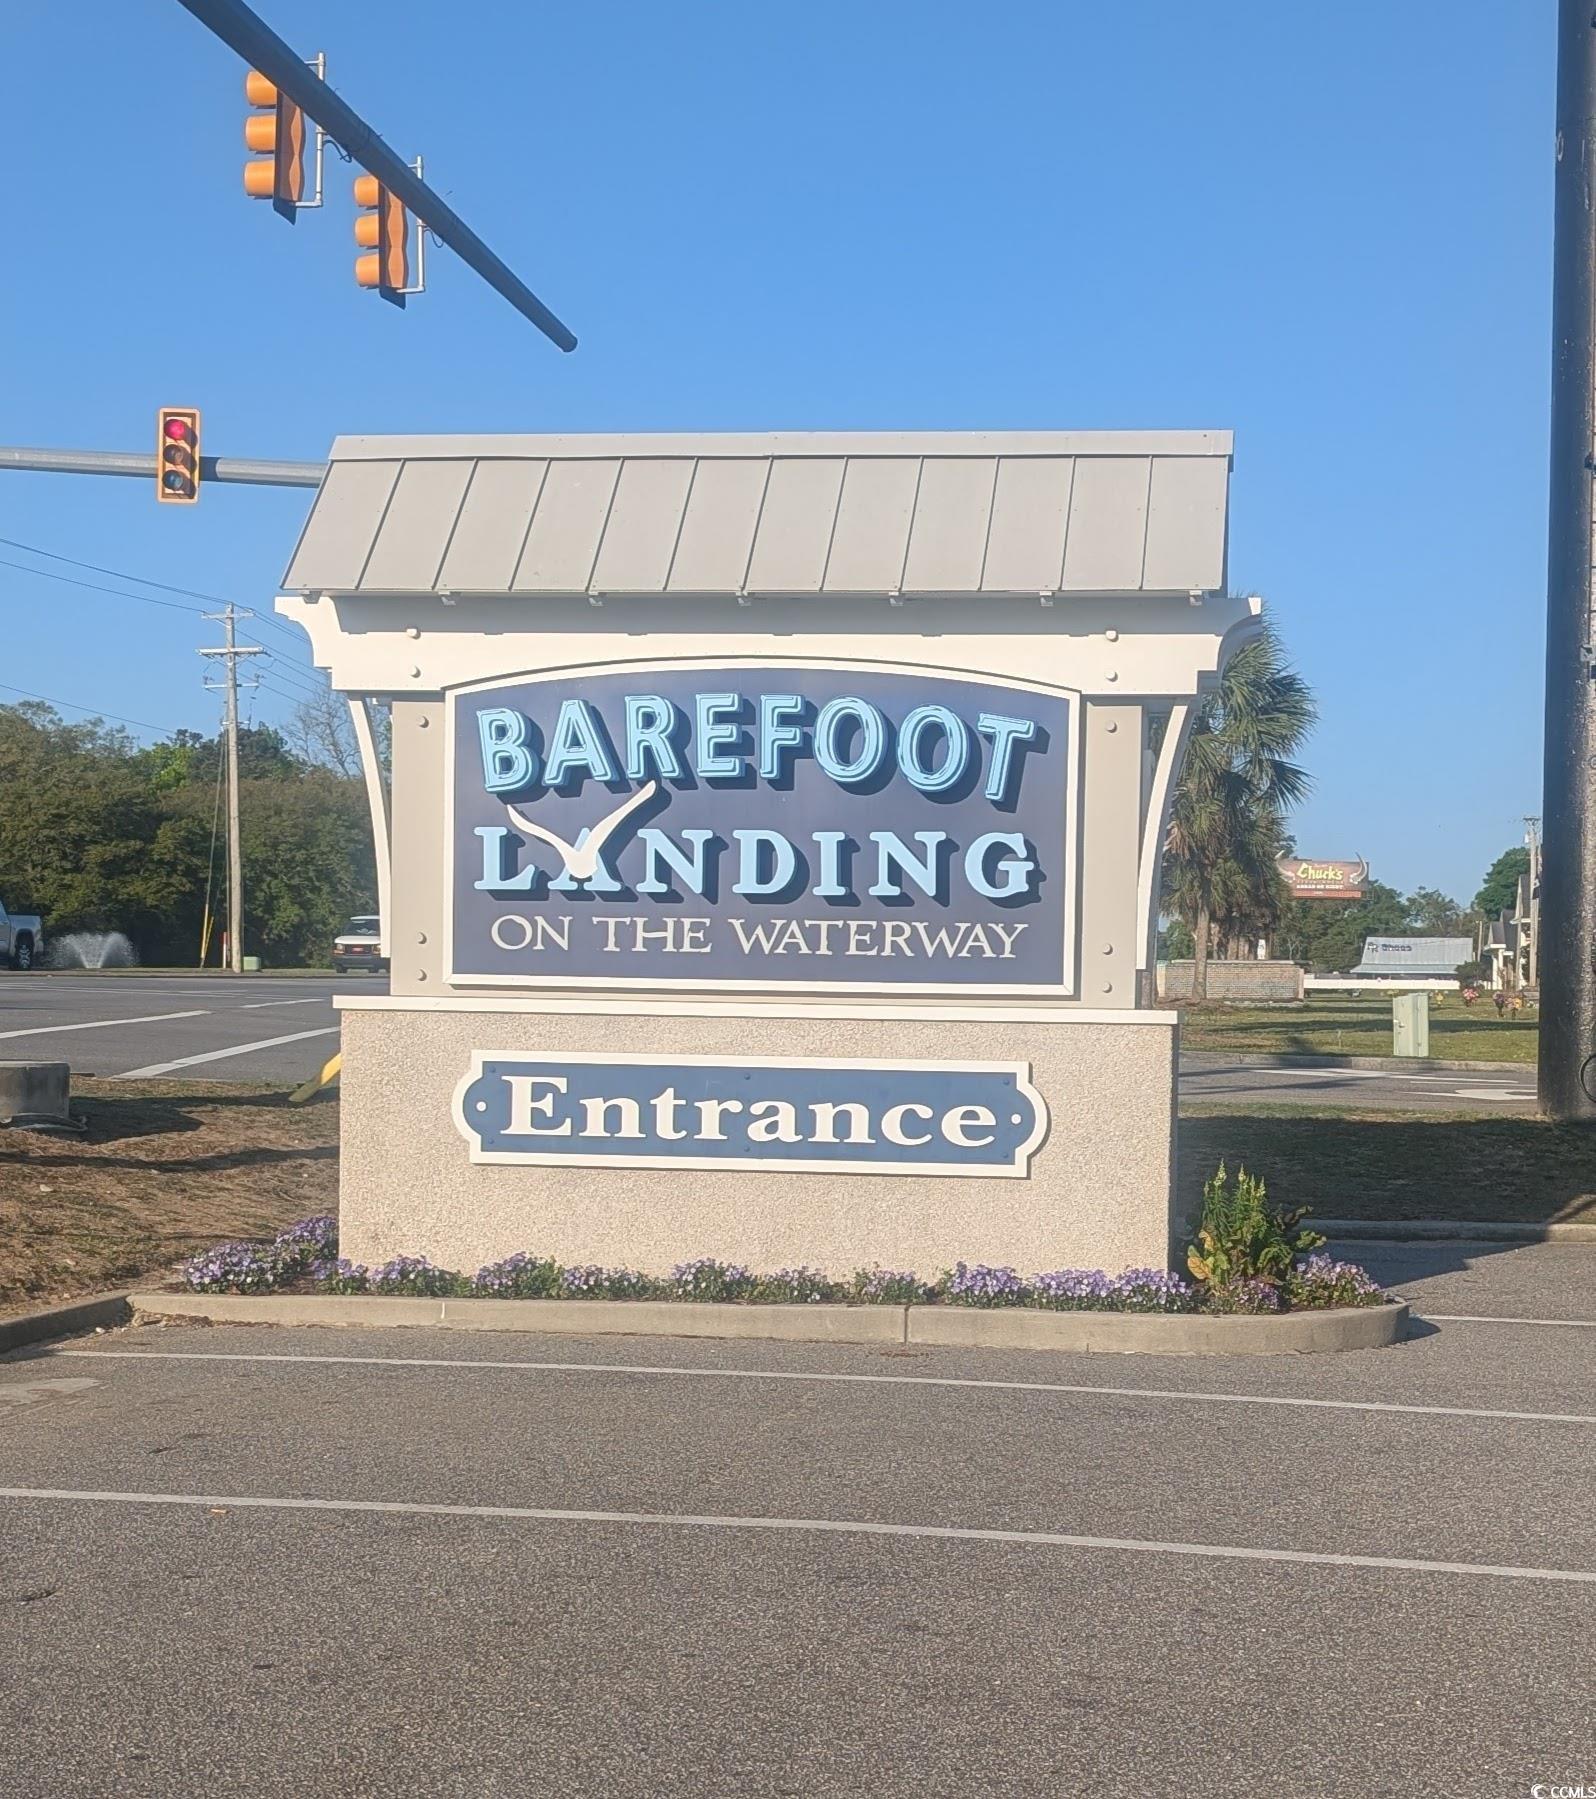 BAREFOOT
LANDING
ON THE WATERWAY
Chuck's
Entrance
CCMLS